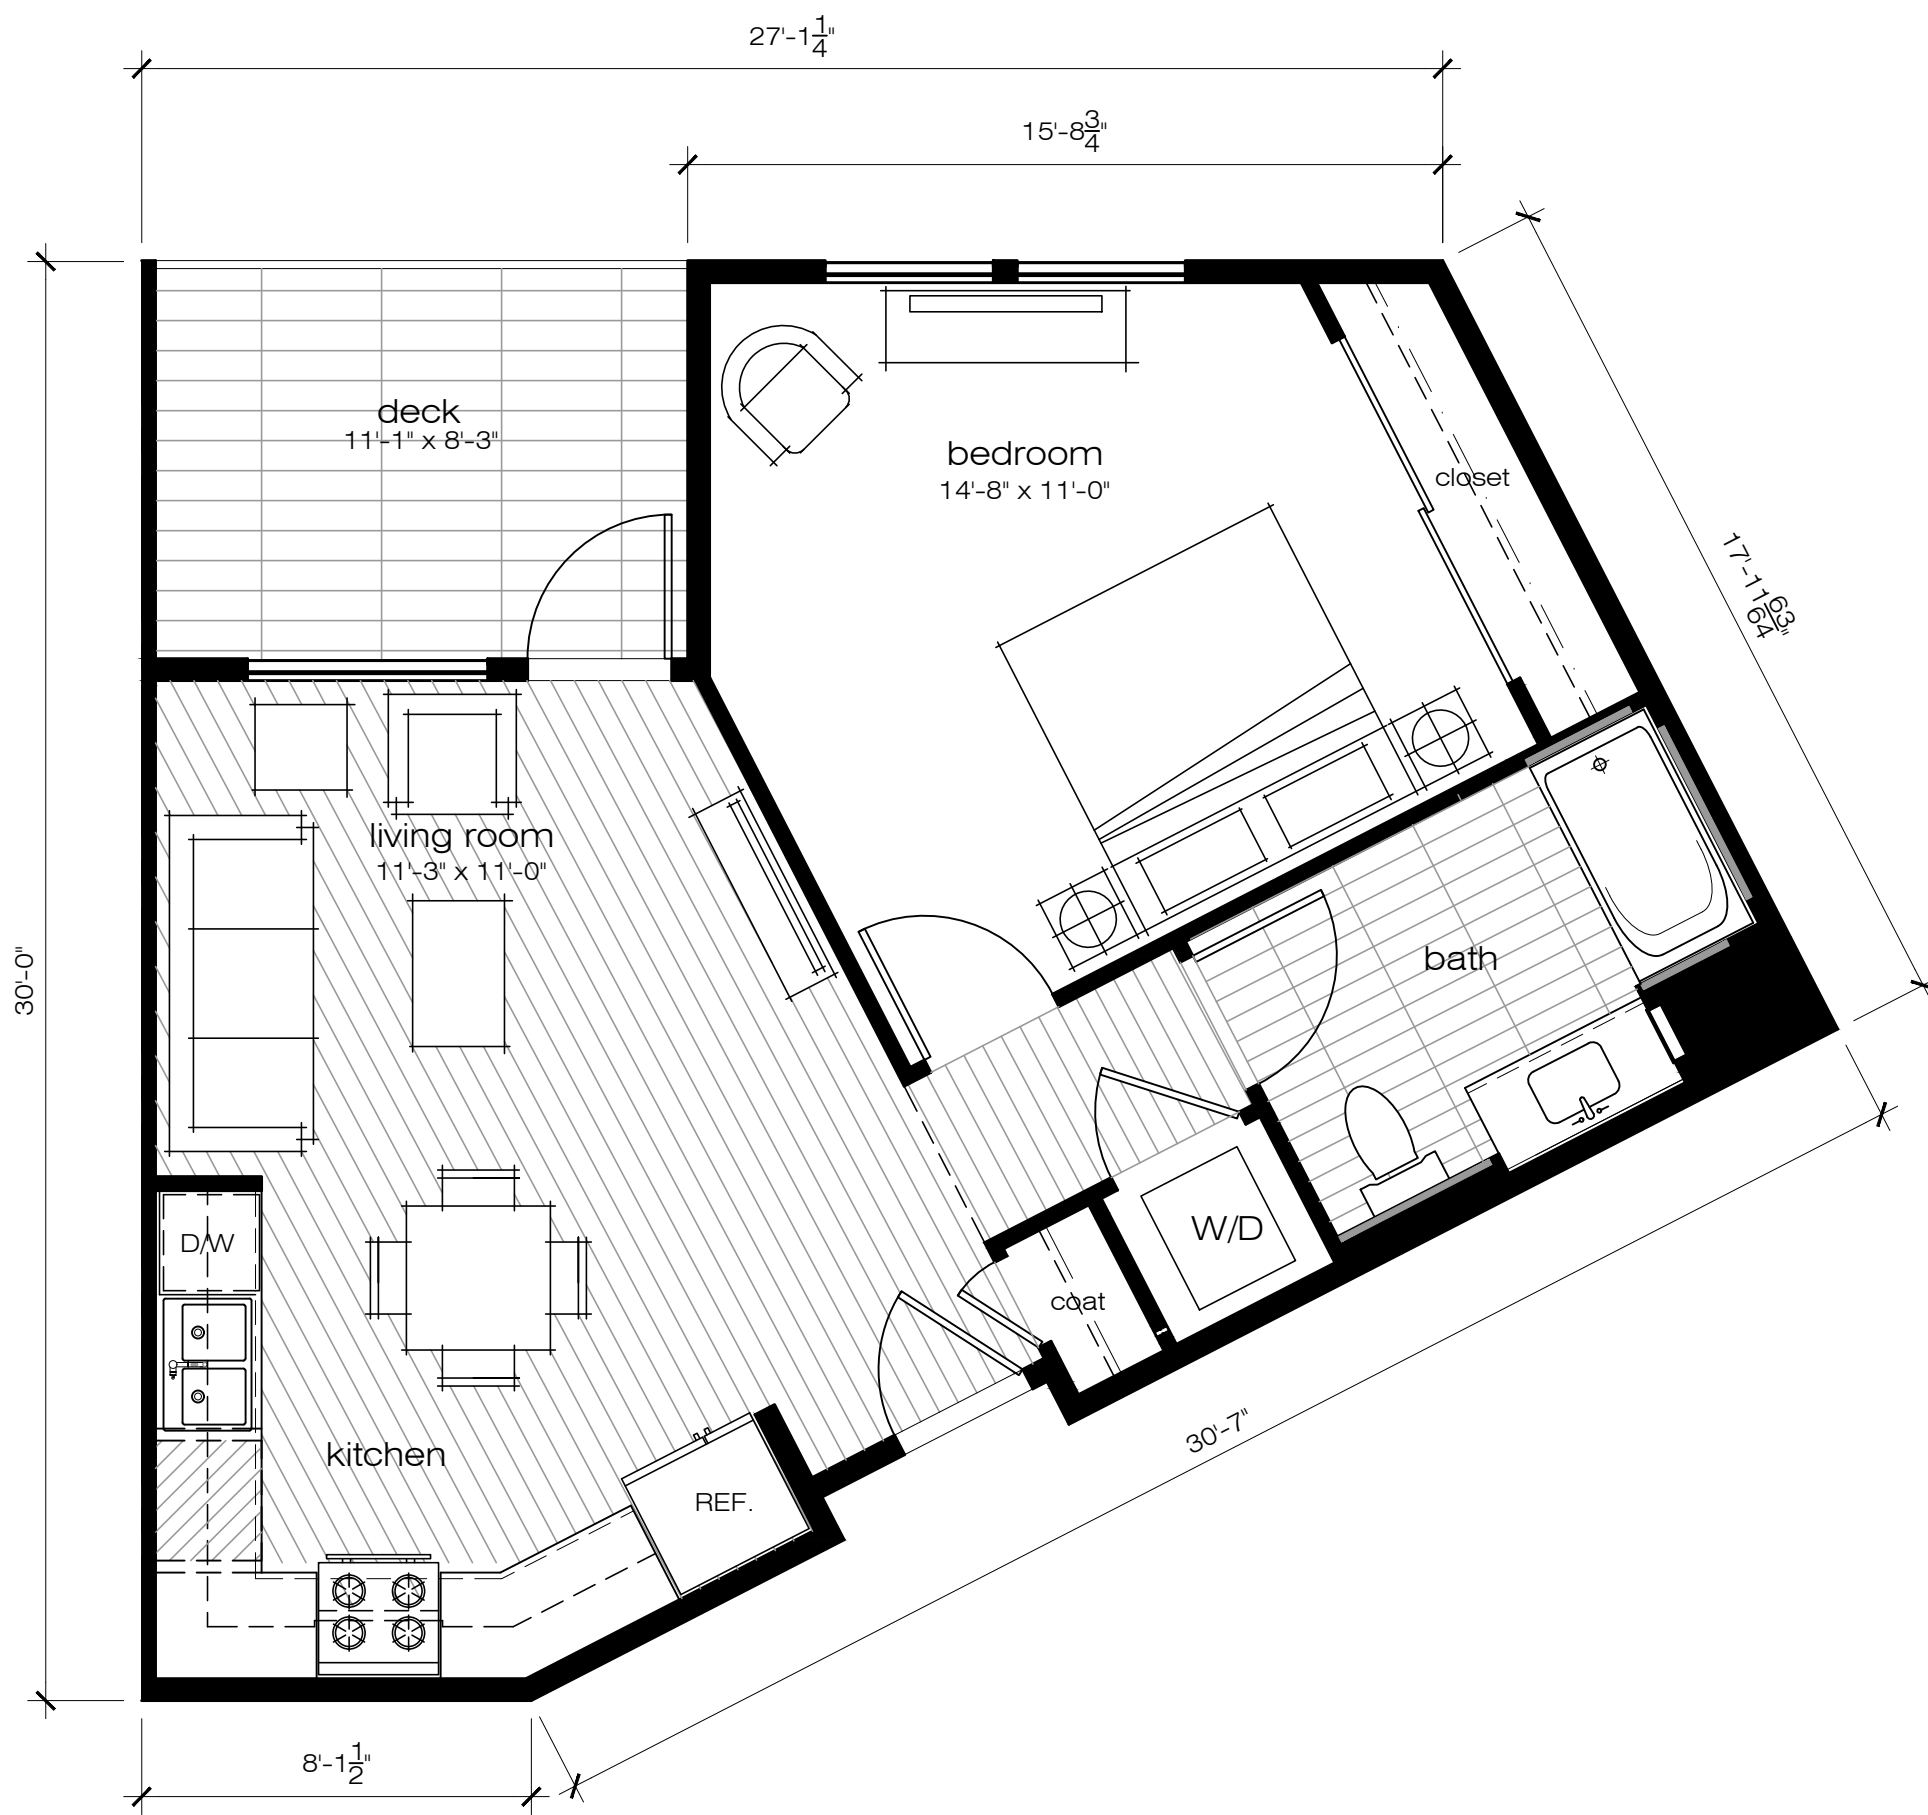 27'-1 1/4"
15'-8 3/4"
deck
11'-1" x 8'-3"
bedroom
14'-8" x 11'-0"
closet
17'-11 63/64"
living room
11'-3" x 11'-0"
30'-0"
bath
D/W
W/D
coat
kitchen
REF.
30'-7"
8'-1 1/2"